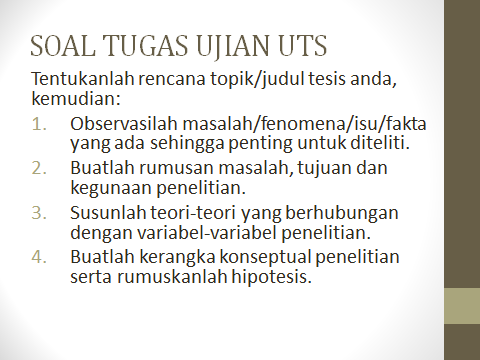 SOAL TUGAS UJIAN UTS
Tentukanlah rencana topik/judul tesis anda,
kemudian:
1. Observasilah masalah/fenomena/isu/fakta
yang ada sehingga penting untuk diteliti.
2. Buatlah rumusan masalah, tujuan dan
kegunaan penelitian.
3. Susunlah teori-teori yang berhubungan
dengan variabel-variabel penelitian.
4. Buatlah kerangka konseptual penelitian
serta rumuskanlah hipotesis.